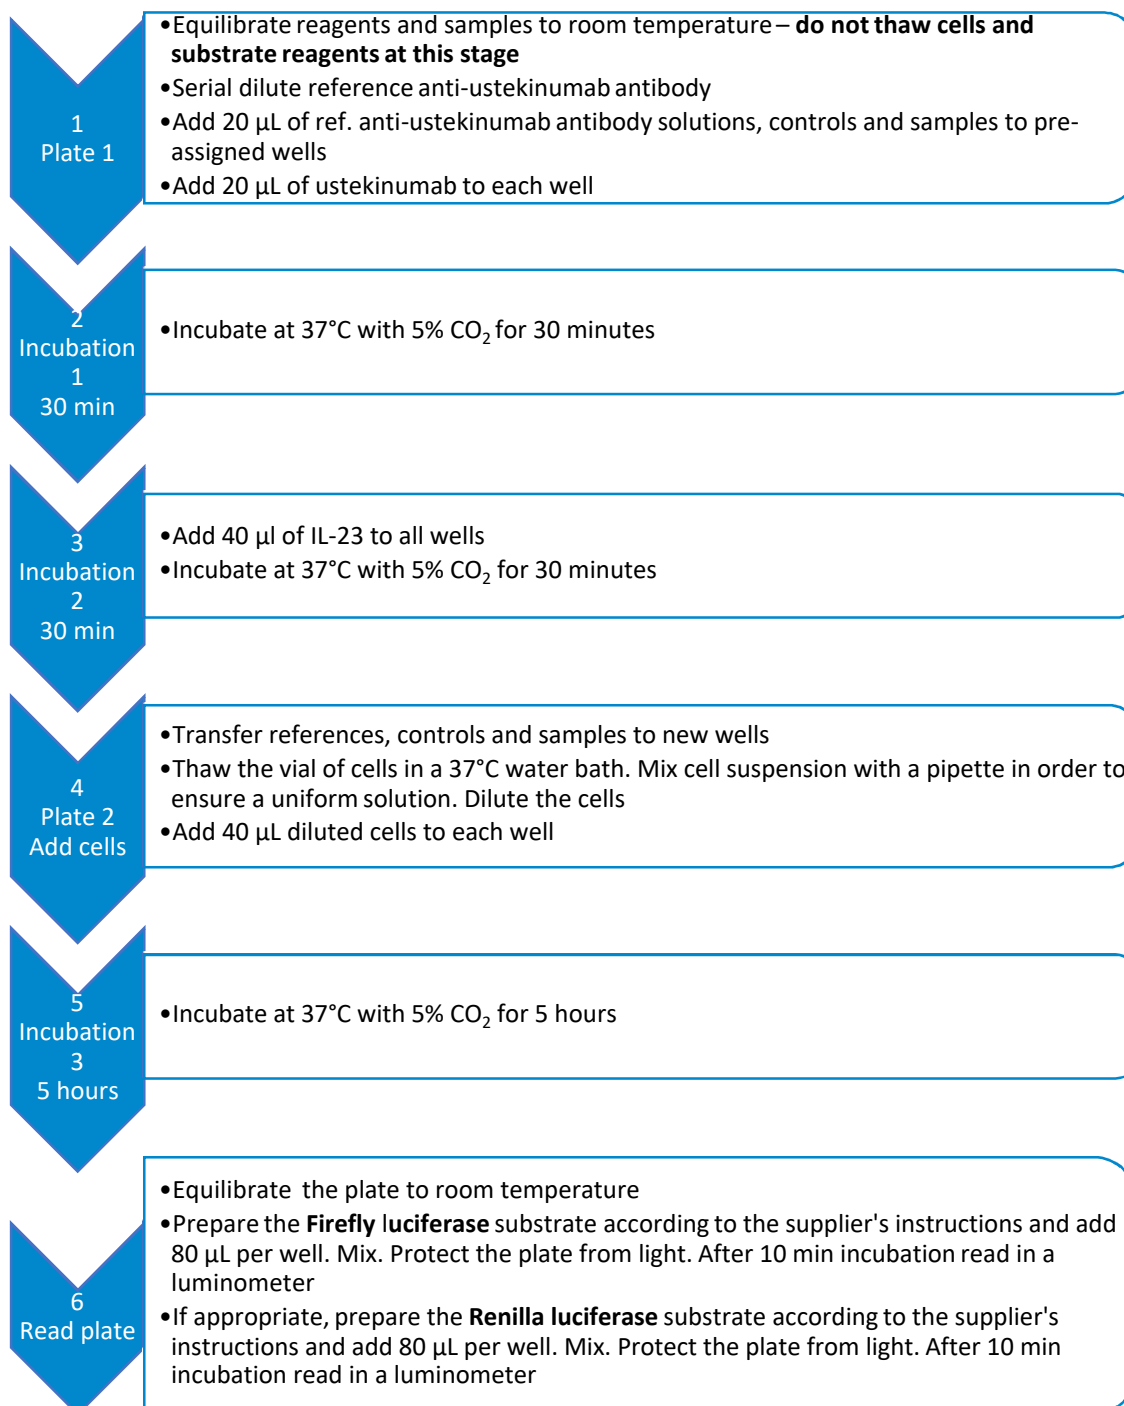 1
Plate 1
•Equilibrate reagents and samples to room temperature – do not thaw cells and
substrate reagents at this stage
•Serial dilute reference anti-ustekinumab antibody
•Add 20 µL of ref. anti-ustekinumab antibody solutions, controls and samples to pre-
assigned wells
•Add 20 µL of ustekinumab to each well
2
Incubation
1
30 min
•Incubate at 37°C with 5% CO₂ for 30 minutes
3
Incubation
2
30 min
•Add 40 µl of IL-23 to all wells
•Incubate at 37°C with 5% CO₂ for 30 minutes
4
Plate 2
Add cells
•Transfer references, controls and samples to new wells
•Thaw the vial of cells in a 37°C water bath. Mix cell suspension with a pipette in order to
ensure a uniform solution. Dilute the cells
•Add 40 µL diluted cells to each well
5
Incubation
3
5 hours
•Incubate at 37°C with 5% CO₂ for 5 hours
6
Read plate
•Equilibrate the plate to room temperature
•Prepare the Firefly luciferase substrate according to the supplier's instructions and add
80 µL per well. Mix. Protect the plate from light. After 10 min incubation read in a
luminometer
•If appropriate, prepare the Renilla luciferase substrate according to the supplier's
instructions and add 80 µL per well. Mix. Protect the plate from light. After 10 min
incubation read in a luminometer